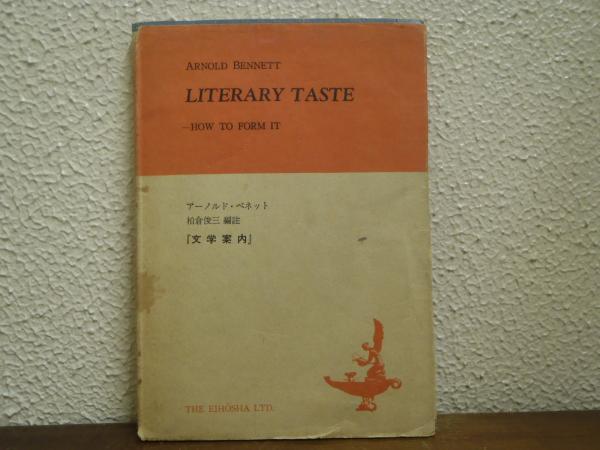 ARNOLD BENNETT
LITERARY TASTE
—HOW TO FORM IT
アーノルド・ベネット
柏倉俊三 編註
『文学案内』
THE EIHŌSHA LTD.